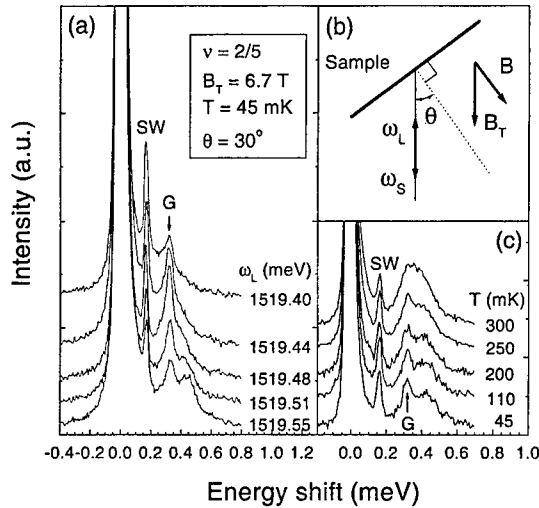 (a)
ν = 2/5
B_T = 6.7 T
T = 45 mK
θ = 30°
SW
G
ω_L (meV)
1519.40
1519.44
1519.48
1519.51
1519.55
-0.4 -0.2 0.0 0.2 0.4 0.6 0.8 1.0 1.2
Intensity (a.u.)
(b)
Sample
θ
ω_L
ω_S
B
B_T
(c)
SW
T (mK)
300
250
200
110
45
G
0.0 0.2 0.4 0.6 0.8 1.0
Energy shift (meV)